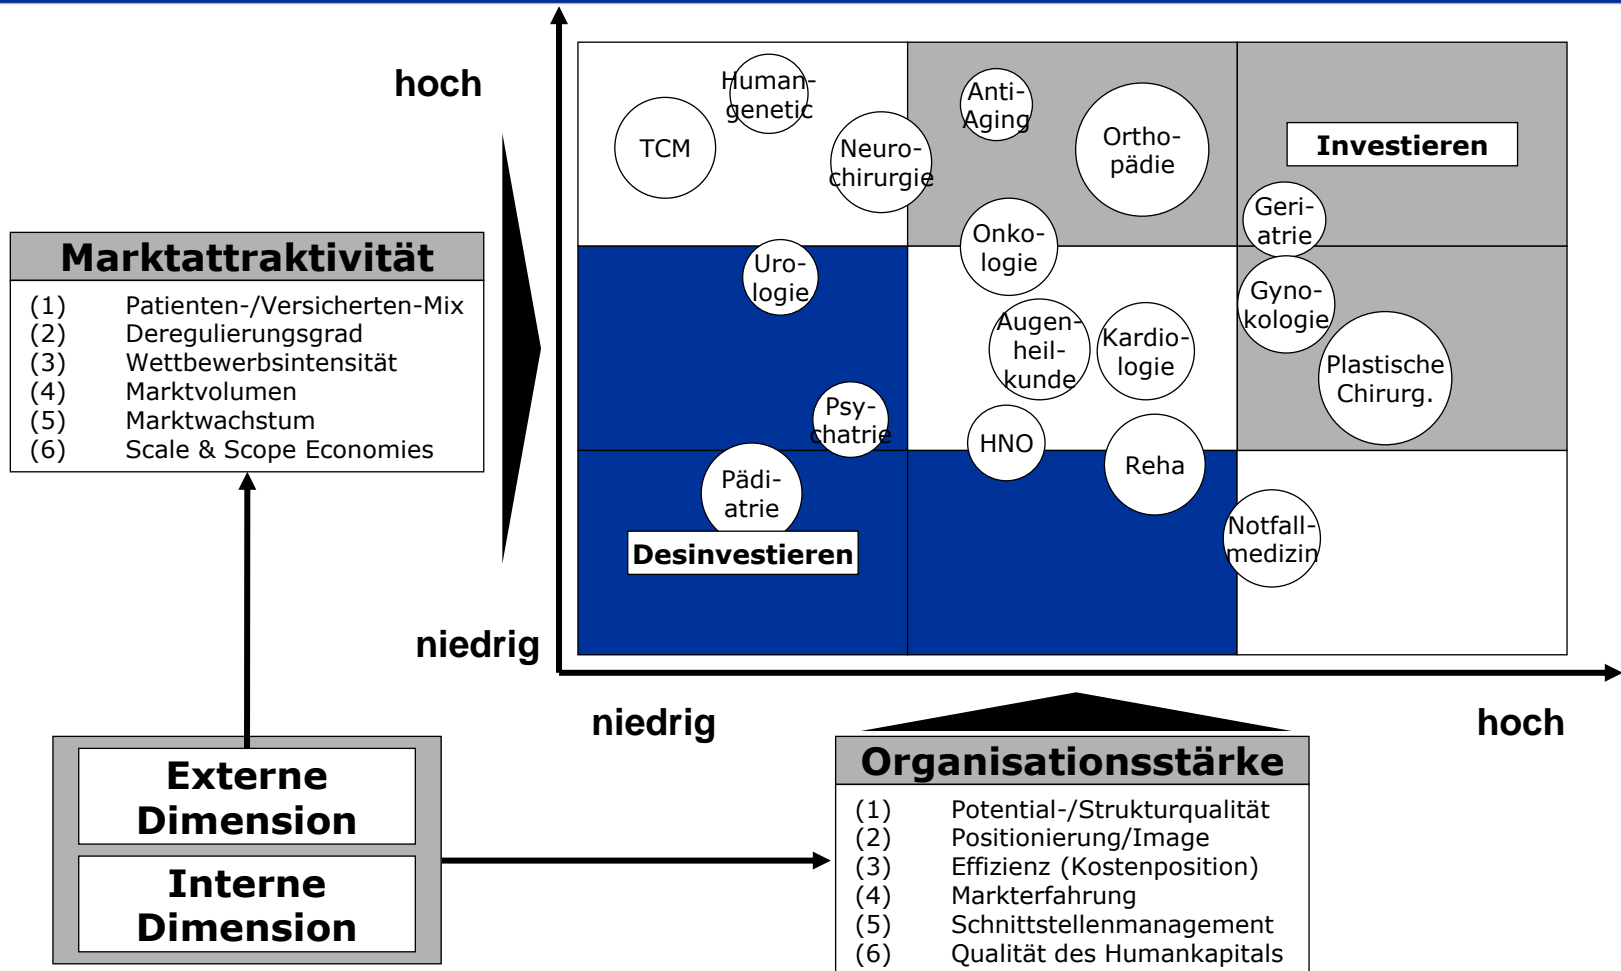 hoch
Human-
genetic
TCM
Neuro-
chirurgie
Anti-
Aging
Ortho-
pädie
Investieren
Geri-
atrie
Onko-
logie
Uro-
logie
Gyno-
kologie
Augen-
heil-
kunde
Kardio-
logie
Plastische
Chirurg.
Psy-
chatrie
HNO
Reha
Pädi-
atrie
Notfall-
medizin
Desinvestieren
niedrig
niedrig
hoch
Marktattraktivität
(1) Patienten-/Versicherten-Mix
(2) Deregulierungsgrad
(3) Wettbewerbsintensität
(4) Marktvolumen
(5) Marktwachstum
(6) Scale & Scope Economies
Externe
Dimension
Interne
Dimension
Organisationsstärke
(1) Potential-/Strukturqualität
(2) Positionierung/Image
(3) Effizienz (Kostenposition)
(4) Markterfahrung
(5) Schnittstellenmanagement
(6) Qualität des Humankapitals